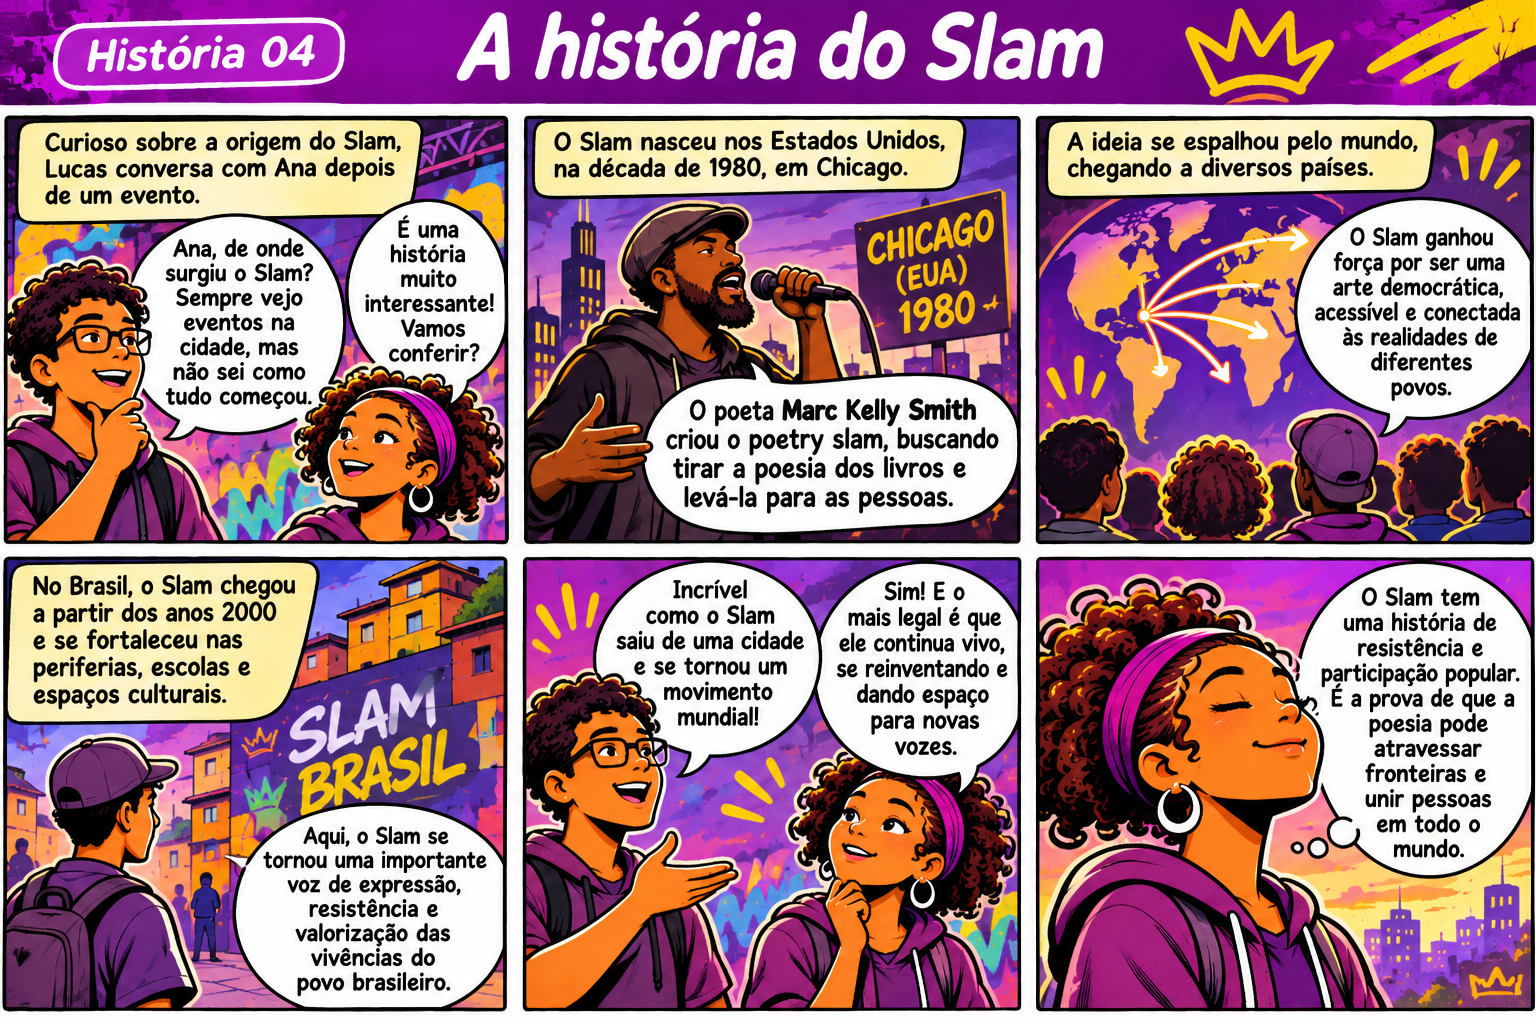 História 04
A história do Slam
Curioso sobre a origem do Slam,
Lucas conversa com Ana depois
de um evento.
Ana, de onde
surgiu o Slam?
Sempre vejo
eventos na
cidade, mas
não sei como
tudo começou.
É uma
história
muito
interessante!
Vamos
conferir?
O Slam nasceu nos Estados Unidos,
na década de 1980, em Chicago.
CHICAGO
(EUA)
1980
O poeta Marc Kelly Smith
criou o poetry slam, buscando
tirar a poesia dos livros e
levá-la para as pessoas.
A ideia se espalhou pelo mundo,
chegando a diversos países.
O Slam ganhou
força por ser uma
arte democrática,
acessível e conectada
às realidades de
diferentes
povos.
No Brasil, o Slam chegou
a partir dos anos 2000
e se fortaleceu nas
periferias, escolas e
espaços culturais.
SLAM
BRASIL
Aqui, o Slam se
tornou uma importante
voz de expressão,
resistência e
valorização das
vivências do
povo brasileiro.
Incrível
como o Slam
saiu de uma cidade
e se tornou um
movimento
mundial!
Sim! E o
mais legal é que
ele continua vivo,
se reinventando e
dando espaço
para novas
vozes.
O Slam tem
uma história de
resistência e
participação popular.
É a prova de que a
poesia pode
atravessar
fronteiras e
unir pessoas
em todo o
mundo.